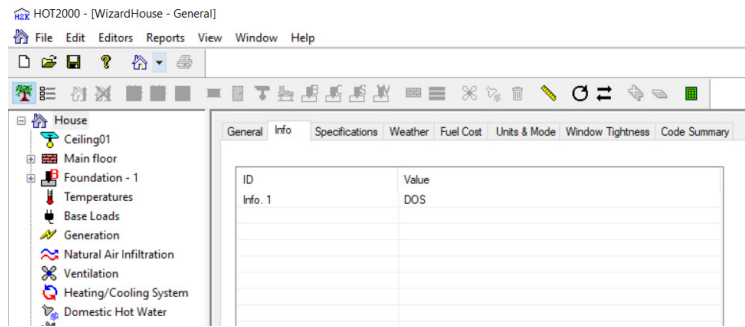 HOT2000 - [WizardHouse - General]
File Edit Editors Reports View Window Help
House
General Info Specifications Weather Fuel Cost Units & Mode Window Tightness Code Summary
Ceiling01
Main floor
Foundation - 1
ID Value
Temperatures
Info. 1 DOS
Base Loads
Generation
Natural Air Infiltration
Ventilation
Heating/Cooling System
Domestic Hot Water